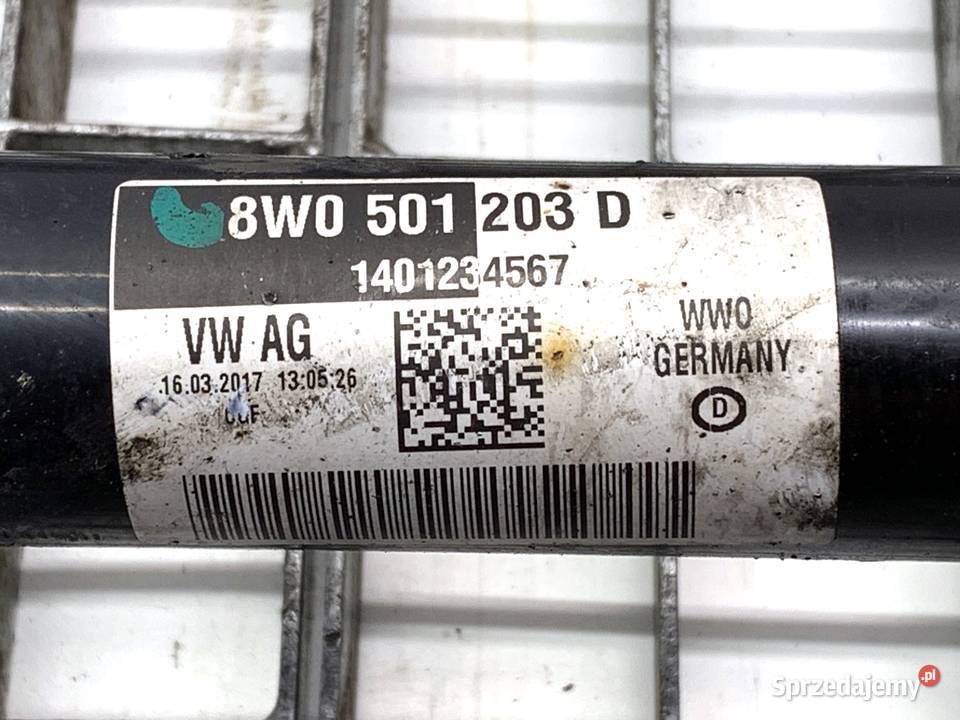 8W0 501 203 D
1401234567
VW AG
16.03.2017 13:05:26
WWO
GERMANY
D
Sprzedajemy.pl